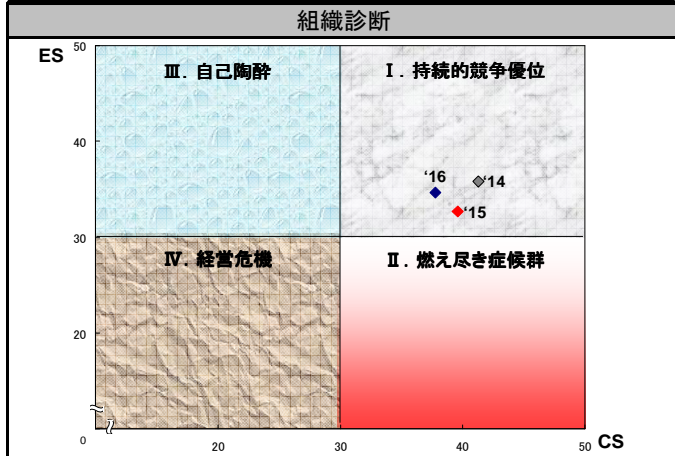 組織診断
ES
50
Ⅲ. 自己陶酔
Ⅰ. 持続的競争優位
40
‘16
‘14
‘15
30
Ⅳ. 経営危機
Ⅱ. 燃え尽き症候群
20
0
20
30
40
50
CS